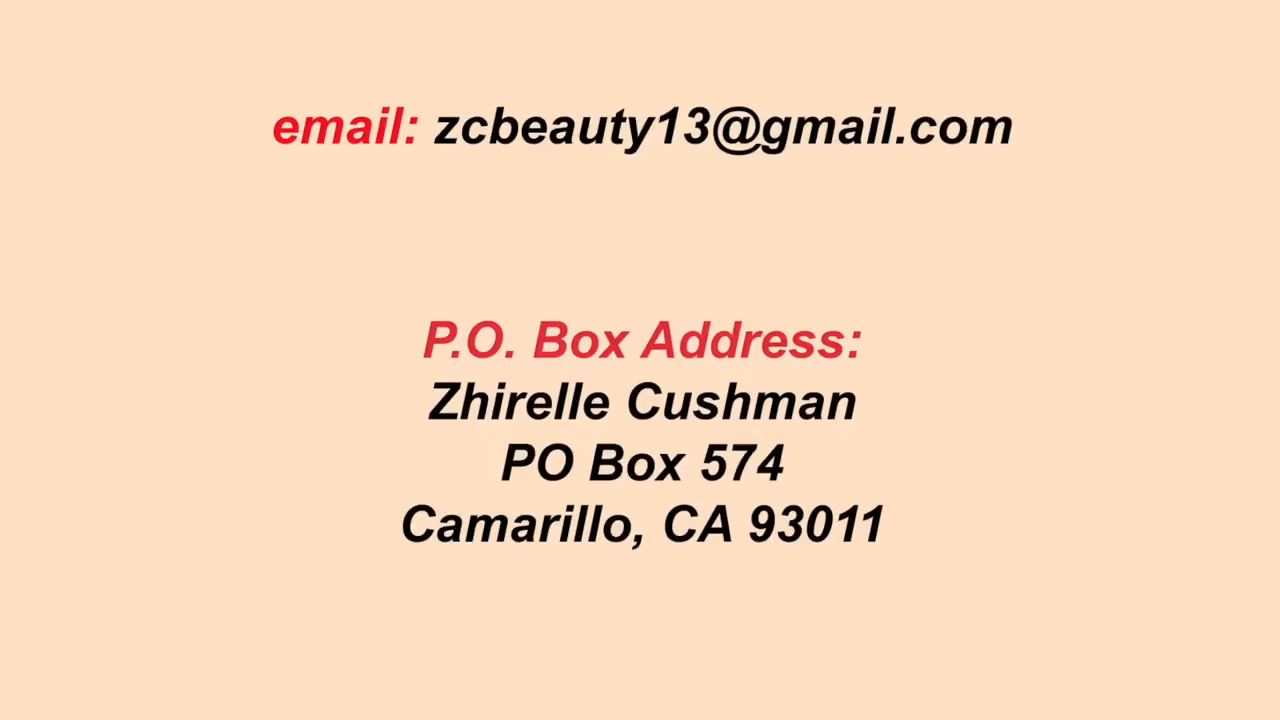 email: zcbeauty13@gmail.com
P.O. Box Address:
Zhirelle Cushman
PO Box 574
Camarillo, CA 93011